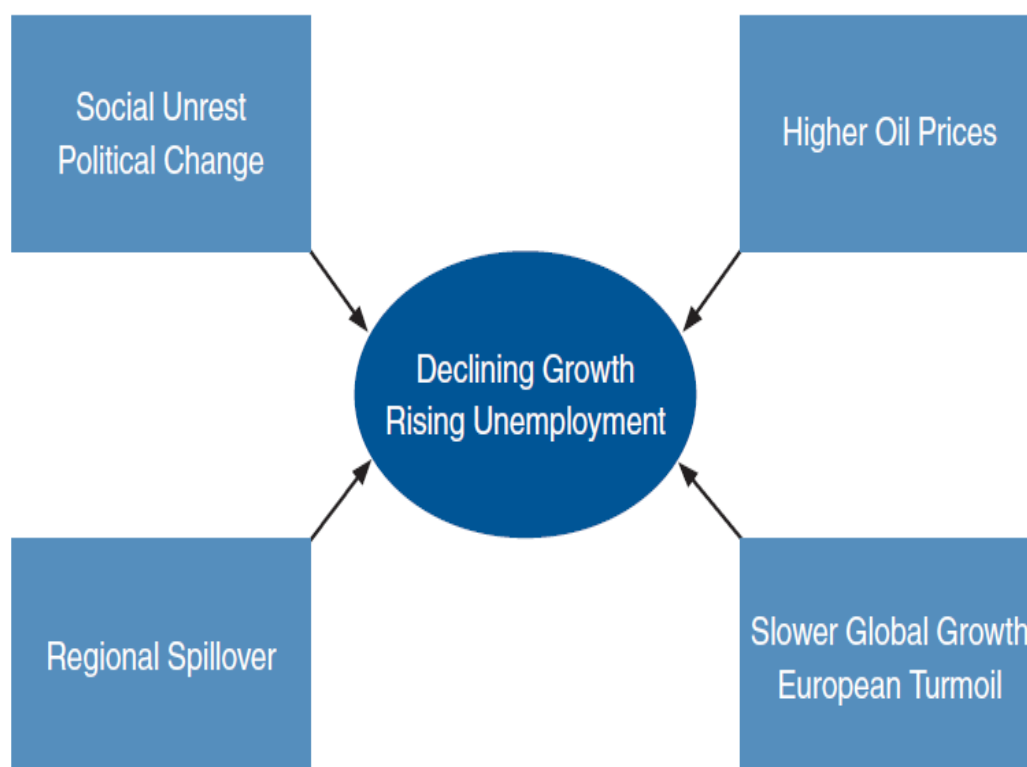 Social Unrest
Political Change
Higher Oil Prices
Declining Growth
Rising Unemployment
Regional Spillover
Slower Global Growth
European Turmoil